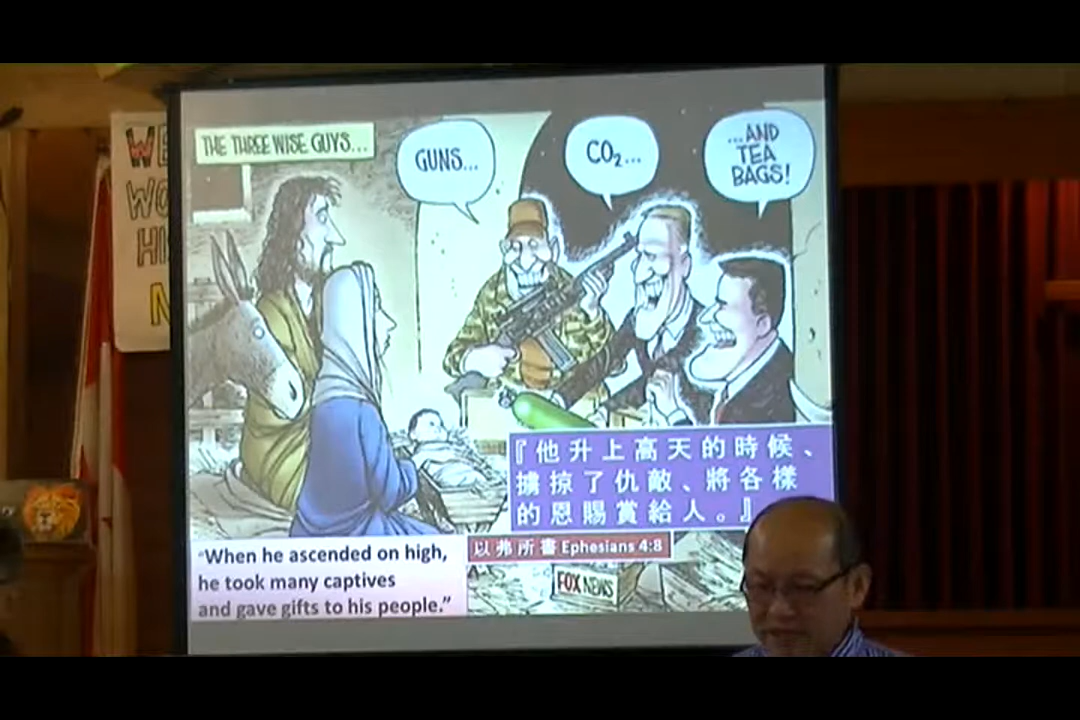 THE THREE WISE GUYS...
GUNS...
CO₂...
...AND
TEA
BAGS!
『他升上高天的時候、
擄掠了仇敵、將各樣
的恩賜賞給人。』
以弗所書 Ephesians 4:8
"When he ascended on high,
he took many captives
and gave gifts to his people."
FOX NEWS